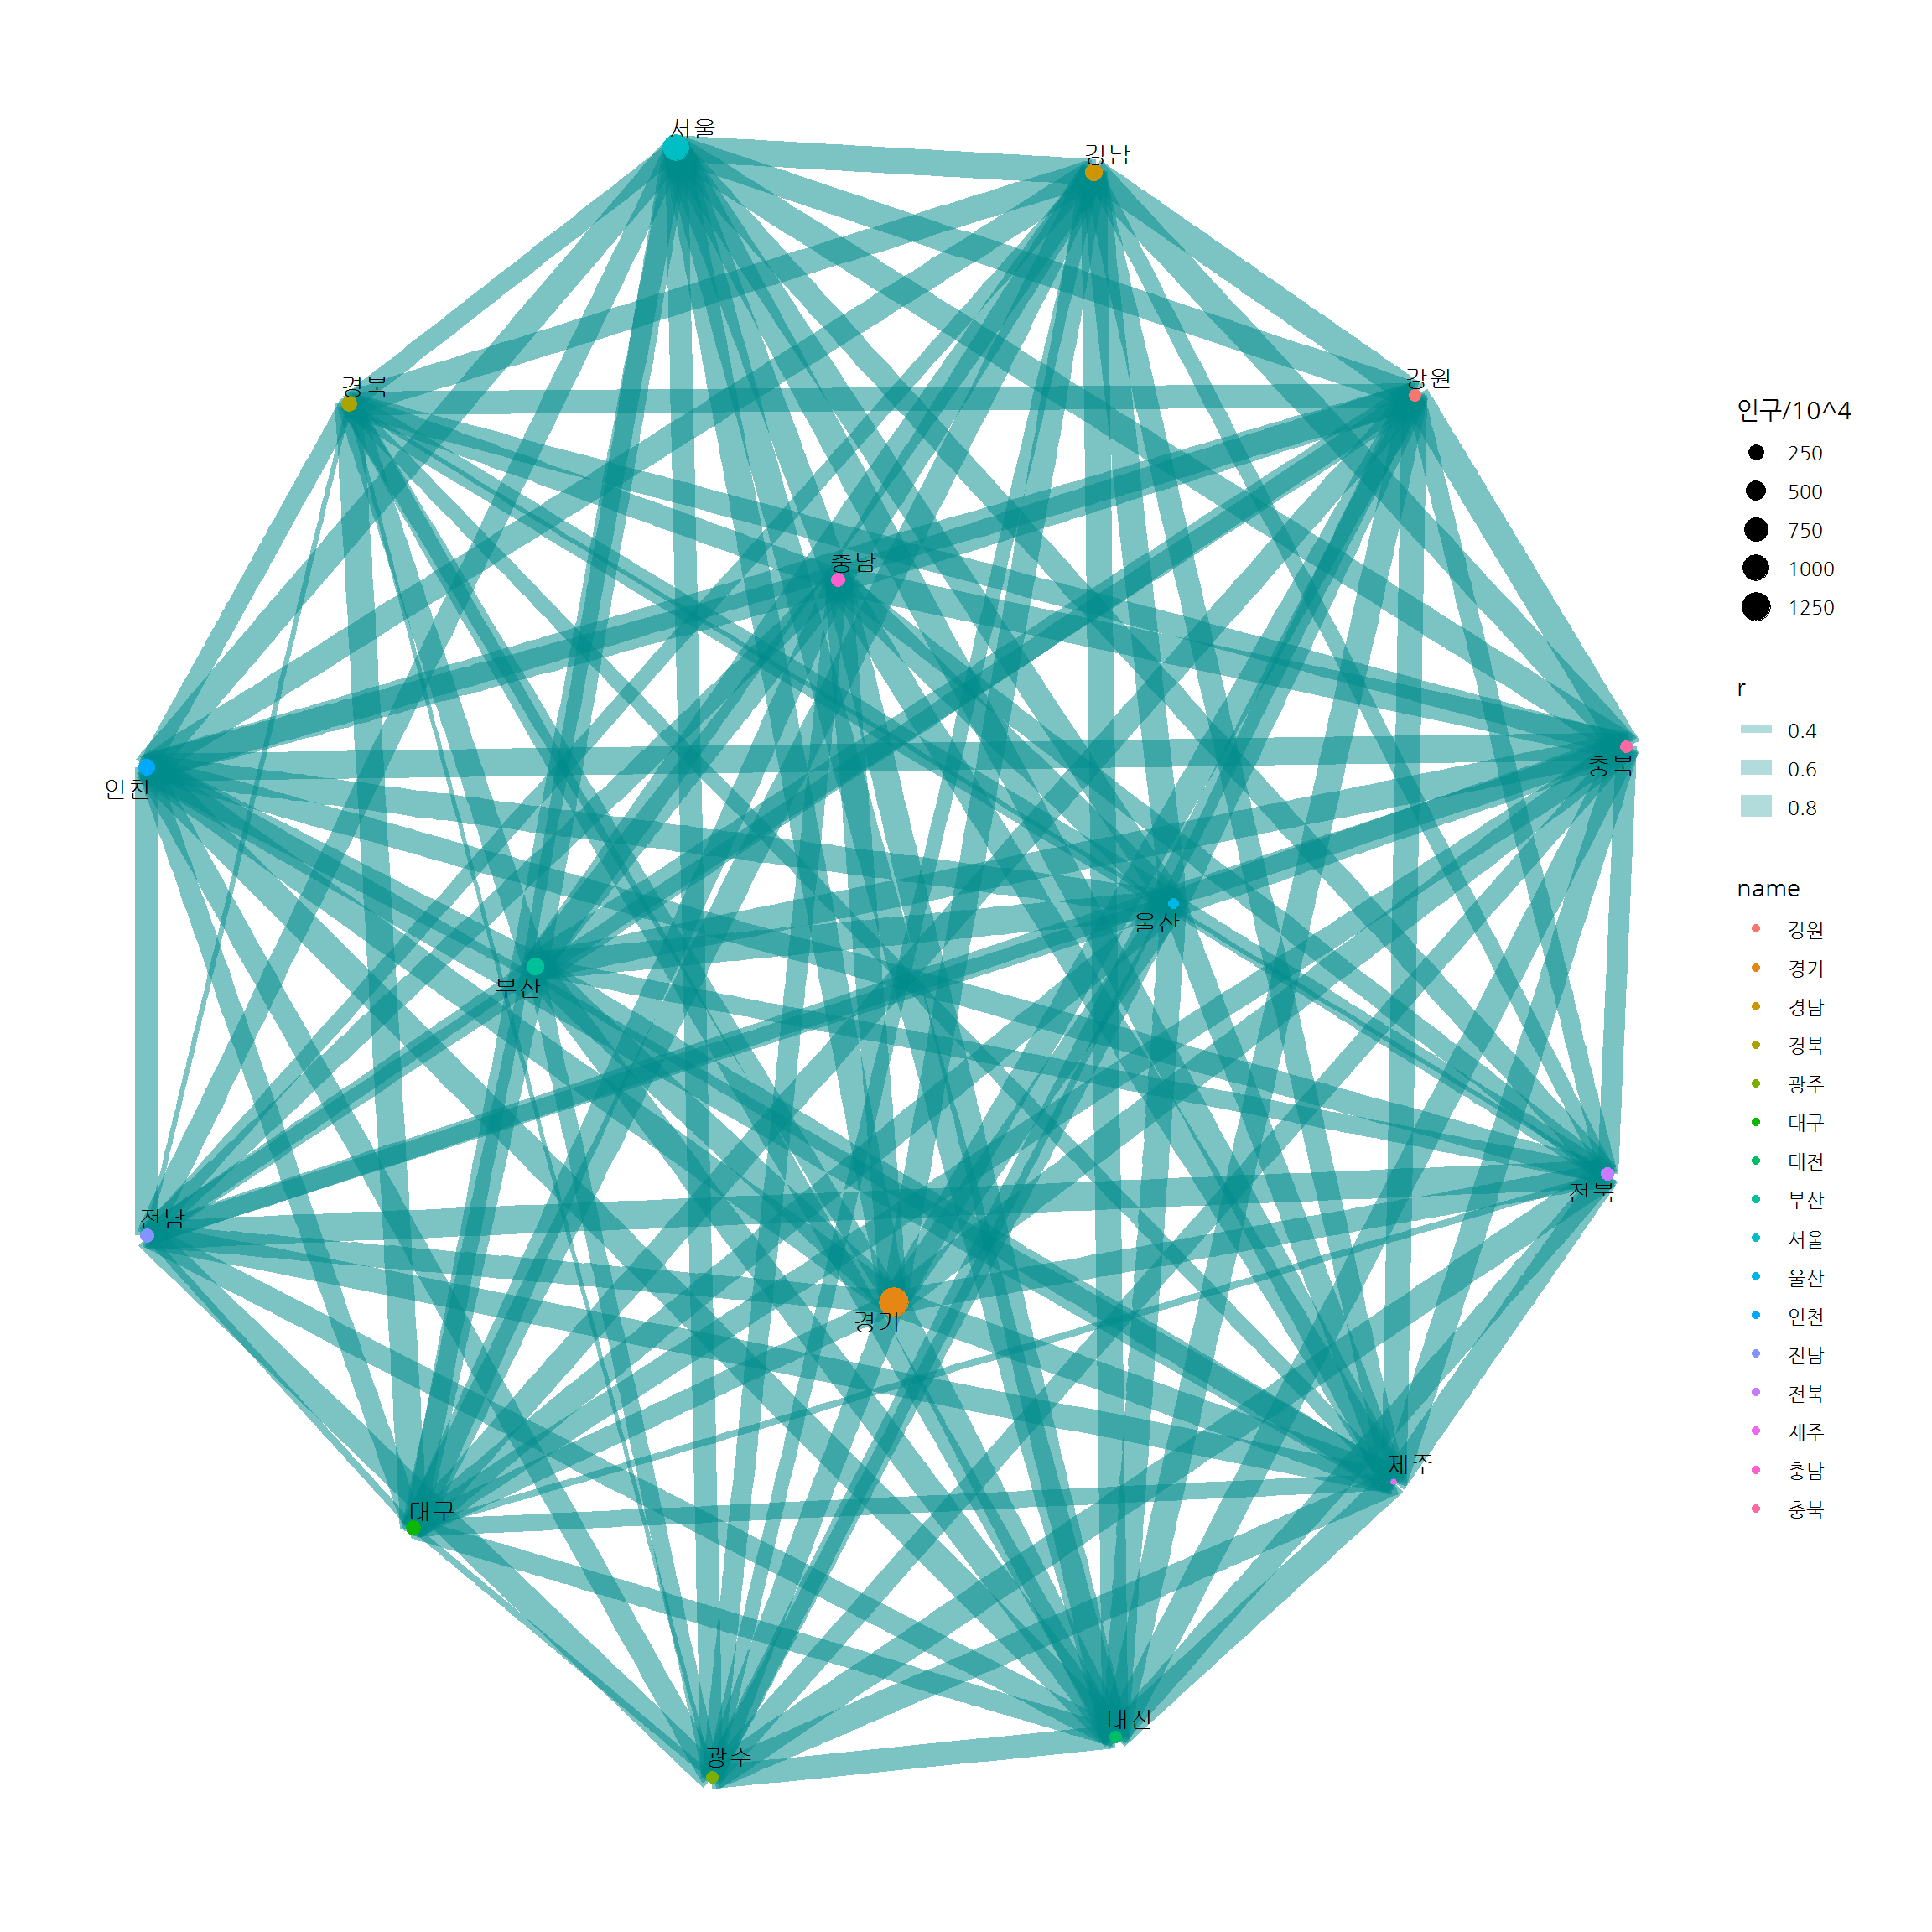 서울
경남
강원
경북
충남
인천
충북
울산
부산
전남
전북
경기
제주
대구
대전
광주
인구/10^4
250
500
750
1000
1250
r
0.4
0.6
0.8
name
강원
경기
경남
경북
광주
대구
대전
부산
서울
울산
인천
전남
전북
제주
충남
충북